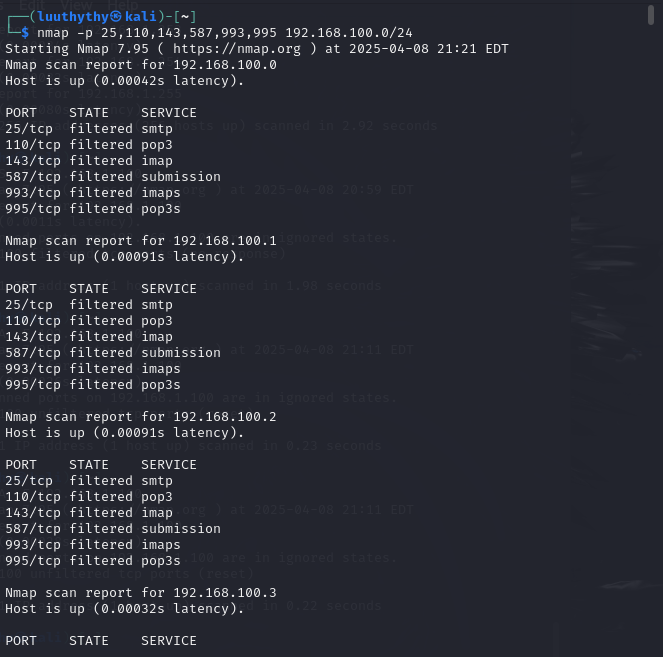 Edit View Help
┌──(luuthythy㉿kali)-[~]
└─$ nmap -p 25,110,143,587,993,995 192.168.100.0/24
Starting Nmap 7.95 ( https://nmap.org ) at 2025-04-08 21:21 EDT
Nmap scan report for 192.168.100.0
Host is up (0.00042s latency).
PORT    STATE    SERVICE
25/tcp  filtered smtp
110/tcp filtered pop3
143/tcp filtered imap
587/tcp filtered submission
993/tcp filtered imaps
995/tcp filtered pop3s
Nmap scan report for 192.168.100.1
Host is up (0.00091s latency).
PORT    STATE    SERVICE
25/tcp  filtered smtp
110/tcp filtered pop3
143/tcp filtered imap
587/tcp filtered submission
993/tcp filtered imaps
995/tcp filtered pop3s
Nmap scan report for 192.168.100.2
Host is up (0.00091s latency).
PORT    STATE    SERVICE
25/tcp  filtered smtp
110/tcp filtered pop3
143/tcp filtered imap
587/tcp filtered submission
993/tcp filtered imaps
995/tcp filtered pop3s
Nmap scan report for 192.168.100.3
Host is up (0.00032s latency).
PORT    STATE    SERVICE